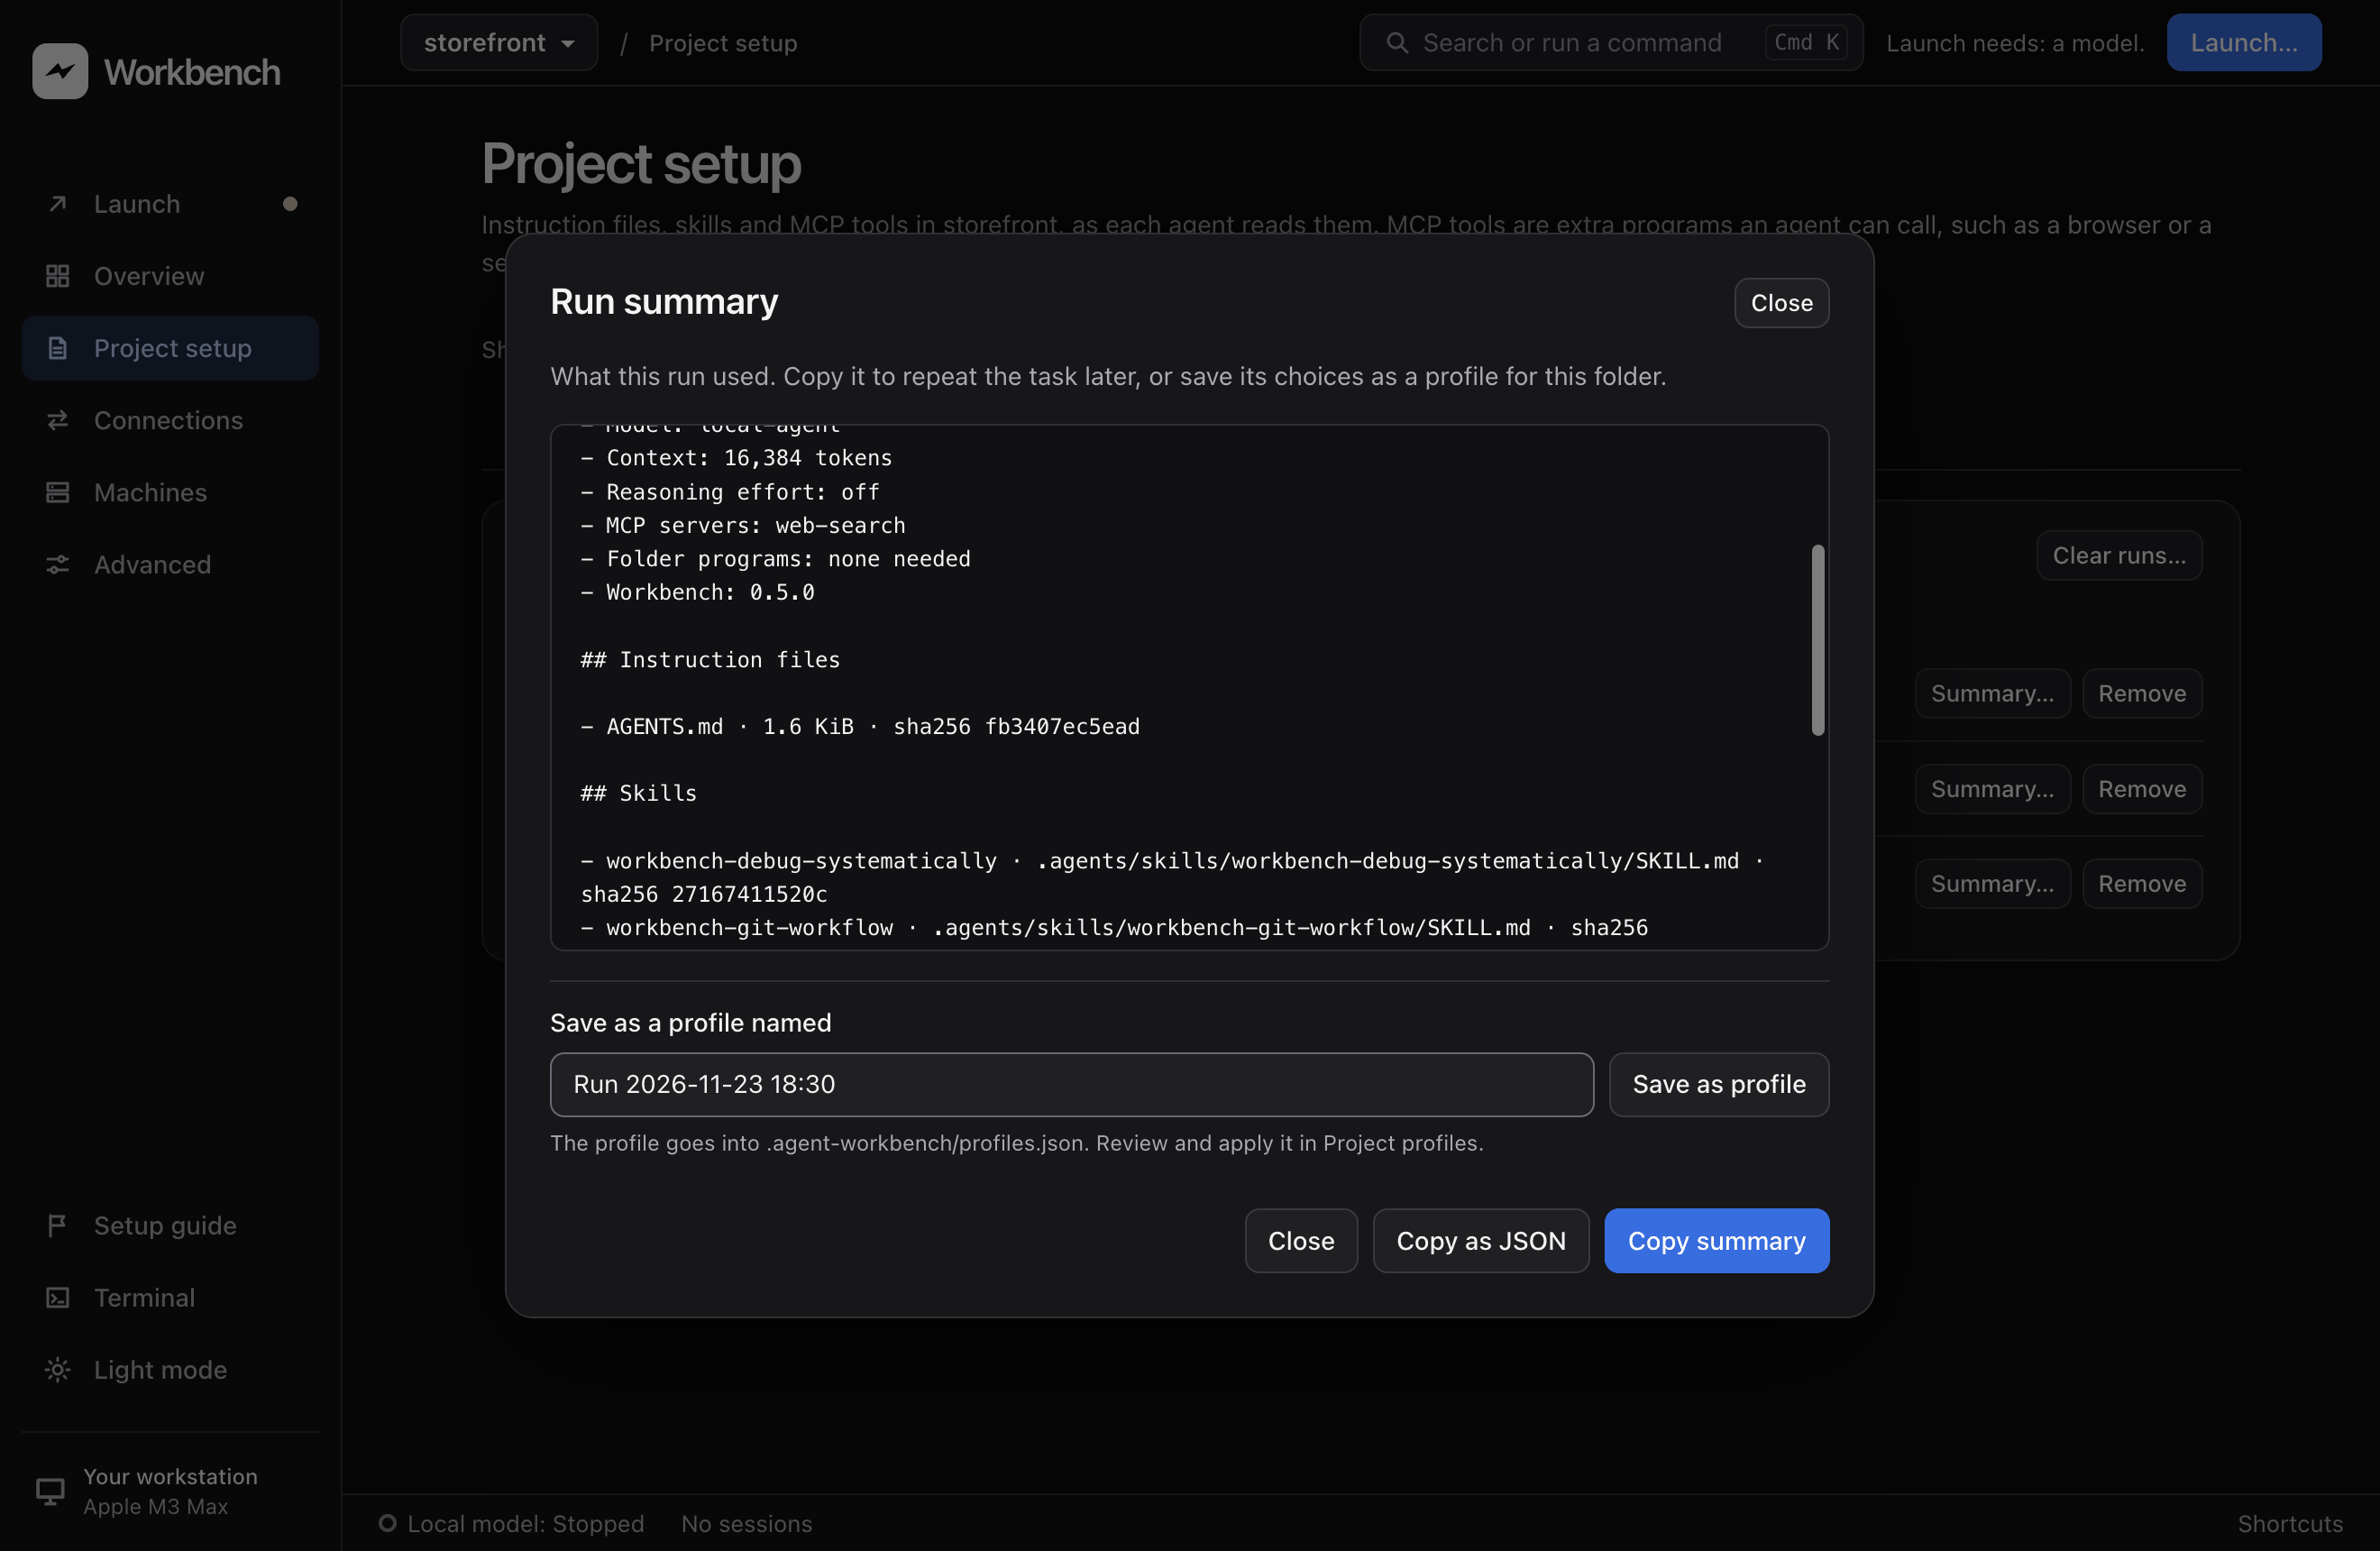 Workbench
storefront
/
Project setup
Search or run a command
Cmd K
Launch needs: a model.
Launch...
Launch
Overview
Project setup
Connections
Machines
Advanced
Setup guide
Terminal
Light mode
Your workstation
Apple M3 Max
Project setup
Instruction files, skills and MCP tools in storefront, as each agent reads them. MCP tools are extra programs an agent can call, such as a browser or a
Clear runs...
Summary...
Remove
Summary...
Remove
Summary...
Remove
Run summary
Close
What this run used. Copy it to repeat the task later, or save its choices as a profile for this folder.
- Model: local-agent
- Context: 16,384 tokens
- Reasoning effort: off
- MCP servers: web-search
- Folder programs: none needed
- Workbench: 0.5.0
## Instruction files
- AGENTS.md · 1.6 KiB · sha256 fb3407ec5ead
## Skills
- workbench-debug-systematically · .agents/skills/workbench-debug-systematically/SKILL.md ·
sha256 27167411520c
- workbench-git-workflow · .agents/skills/workbench-git-workflow/SKILL.md · sha256
Save as a profile named
Run 2026-11-23 18:30
Save as profile
The profile goes into .agent-workbench/profiles.json. Review and apply it in Project profiles.
Close
Copy as JSON
Copy summary
Local model: Stopped
No sessions
Shortcuts